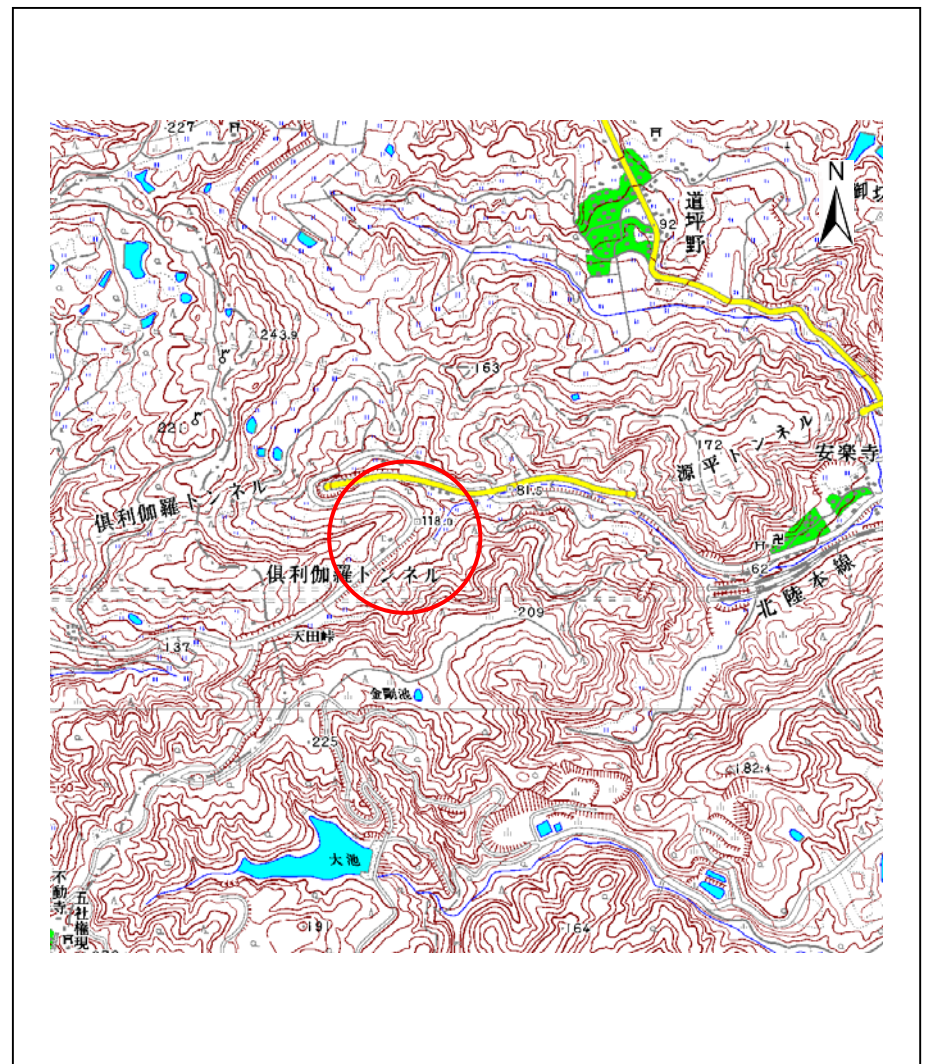 227
N
道坪野
92
243.9
163
220
172
源平トンネル
安楽寺
倶利伽羅トンネル
81.5
118.0
倶利伽羅トンネル
62
北陸本線
209
天田峠
137
金剛池
225
182.4
150
大池
不動寺
五社権現
191
164